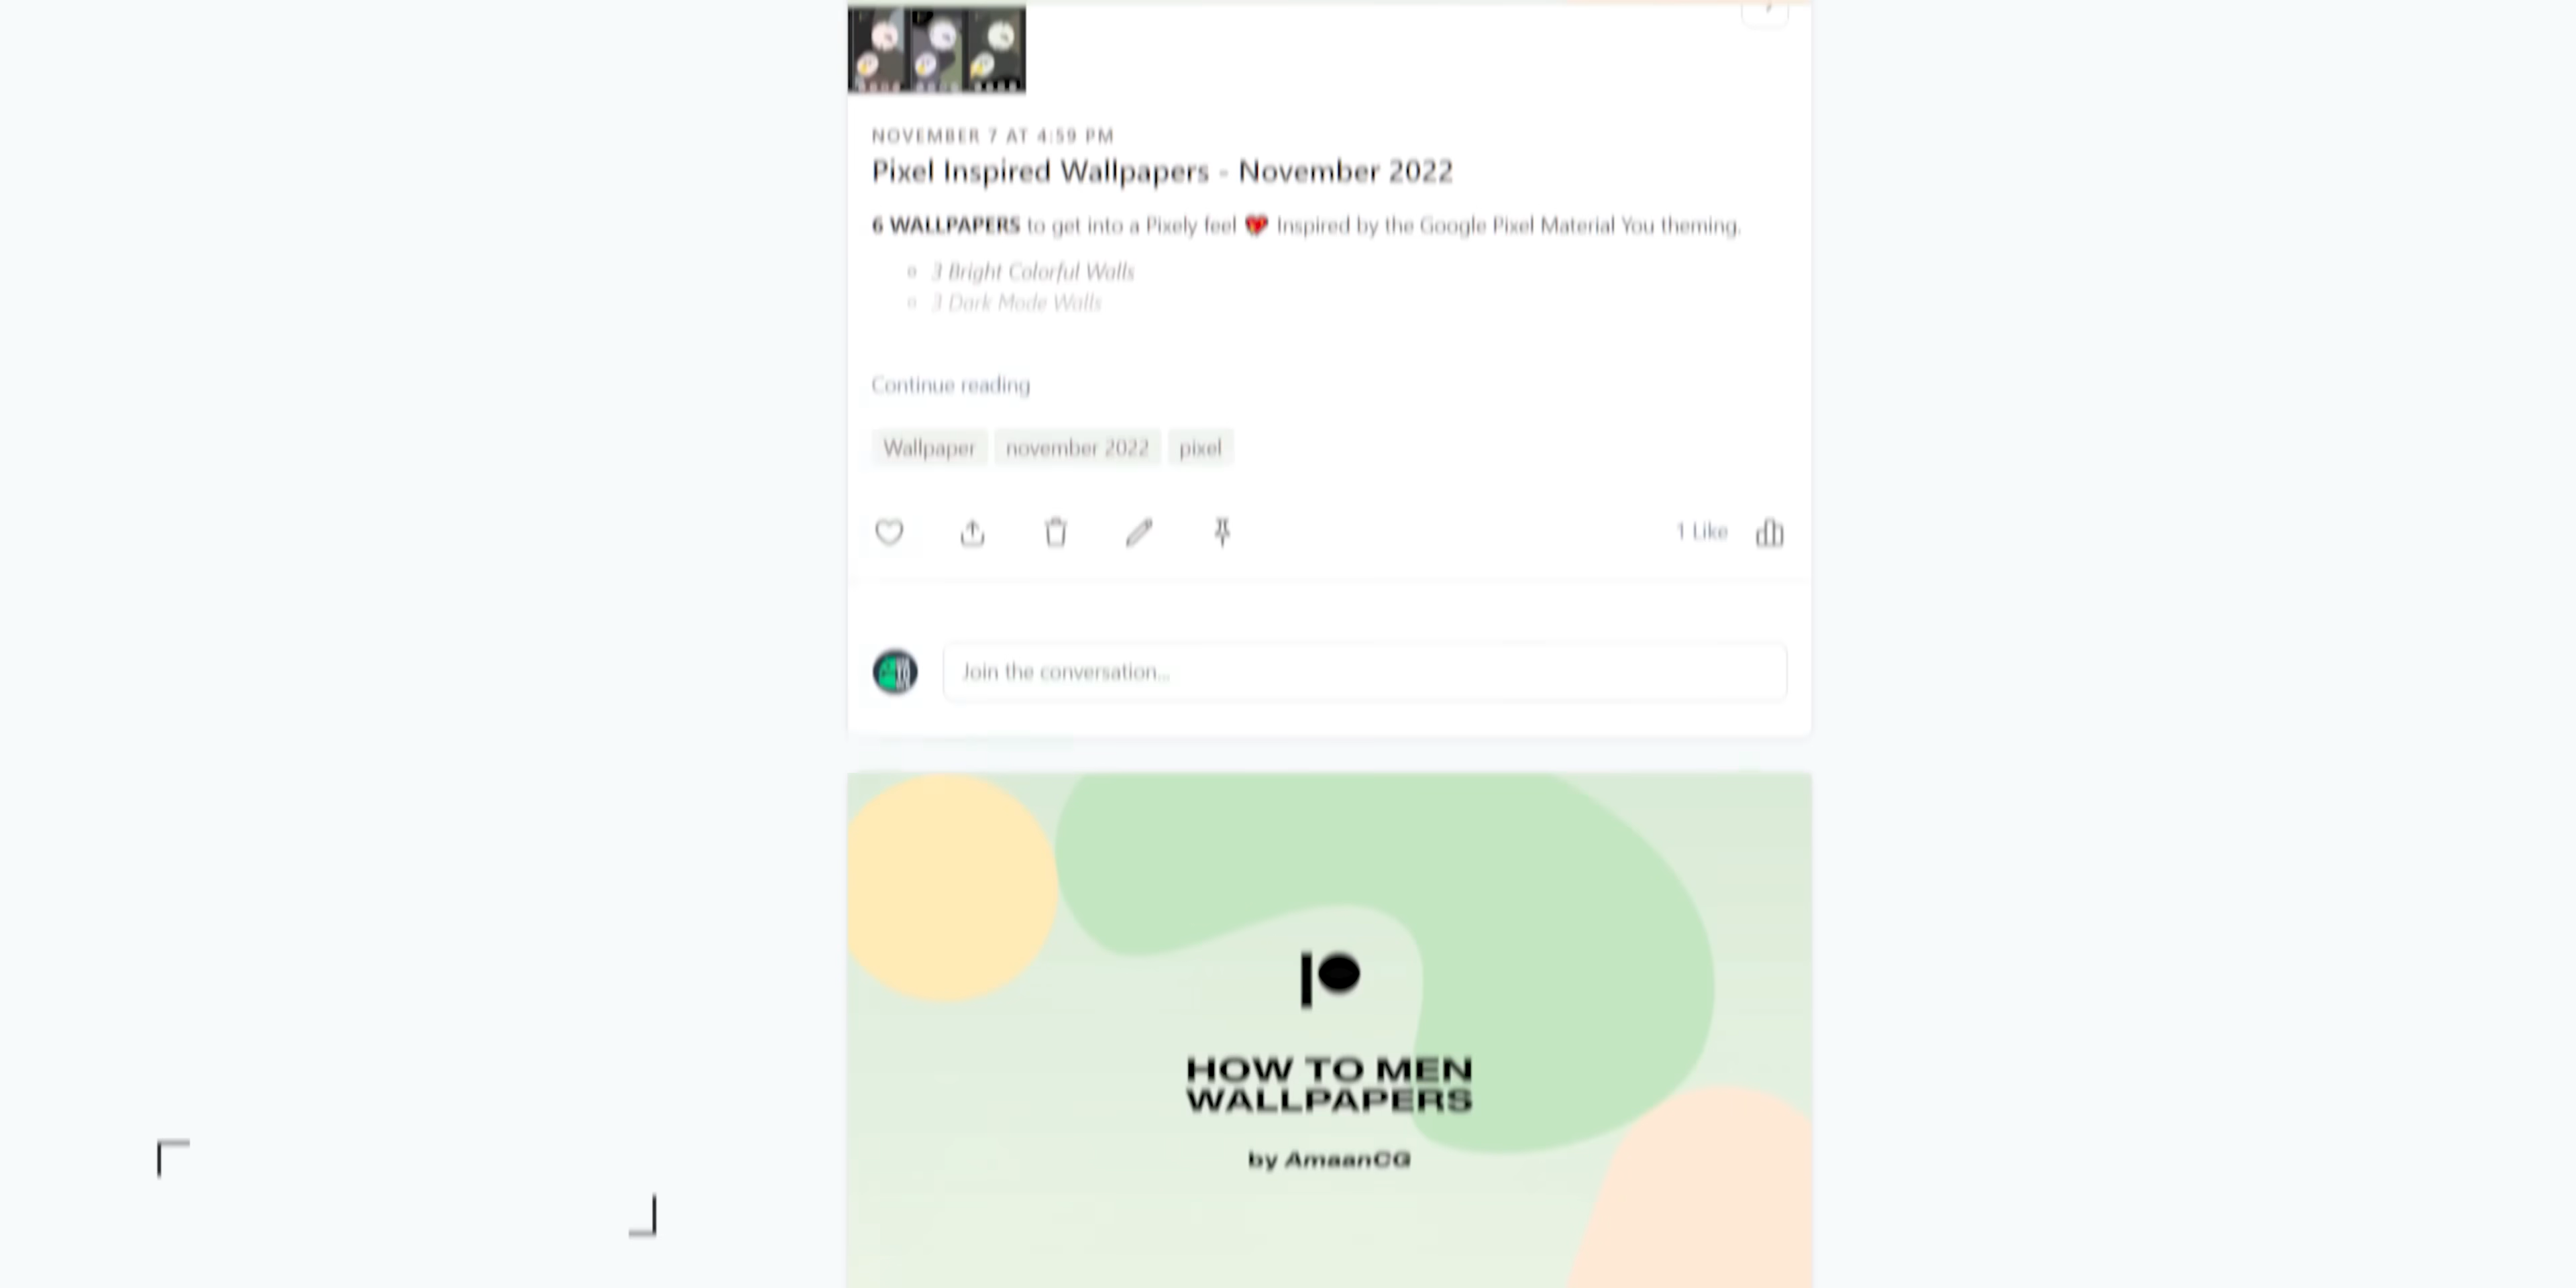 NOVEMBER 7 AT 4:59 PM
Pixel Inspired Wallpapers - November 2022
6 WALLPAPERS to get into a Pixely feel ❤️ Inspired by the Google Pixel Material You theming.
3 Bright Colorful Walls
3 Dark Mode Walls
Continue reading
Wallpaper november 2022 pixel
1 Like
Join the conversation...
HOW TO MEN
WALLPAPERS
by AmaanCG